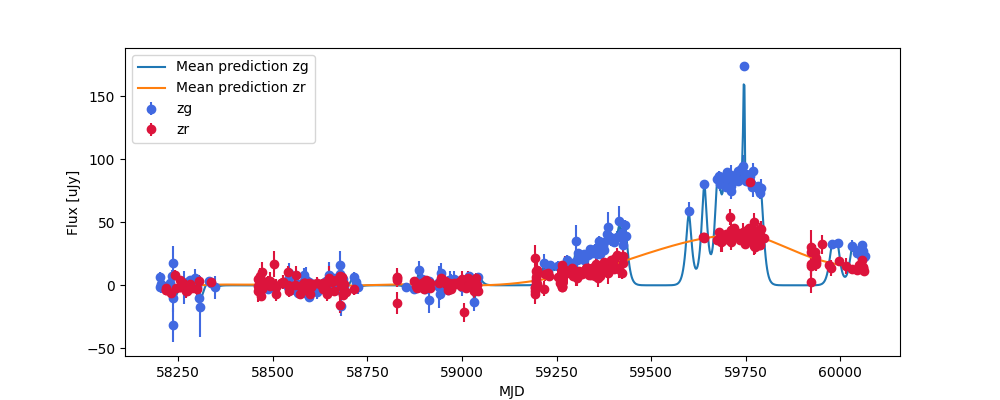 Mean prediction zg
Mean prediction zr
zg
zr
Flux [uJy]
150
100
50
0
−50
58250
58500
58750
59000
59250
59500
59750
60000
MJD